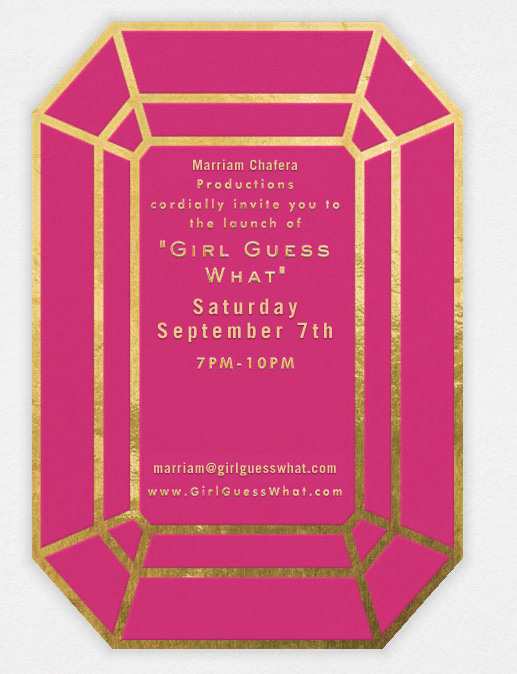 Marriam Chafera
Productions
cordially invite you to
the launch of
"Girl Guess
What"
Saturday
September 7th
7PM-10PM
marriam@girlguesswhat.com
www.GirlGuessWhat.com